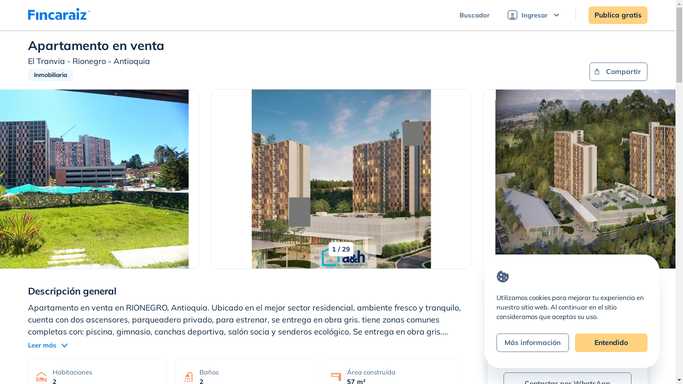 Fincaraiz
Buscador
Ingresar
Publica gratis
Apartamento en venta
El Tranvia - Rionegro - Antioquia
Inmobiliaria
Compartir
1 / 29
a&h
Descripción general
Apartamento en venta en RIONEGRO, Antioquia. Ubicado en el mejor sector residencial, ambiente fresco y tranquilo,
cuenta con dos ascensores, parqueadero privado, para estrenar, se entrega en obra gris. tiene zonas comunes
completas con: piscina, gimnasio, canchas deportiva, salón socia y senderos ecológico. Se entrega en obra gris....
Leer más
Habitaciones
2
Baños
2
Área construida
57 m²
Utilizamos cookies para mejorar tu experiencia en
nuestro sitio web. Al continuar en el sitio
consideramos que aceptas su uso.
Más información
Entendido
Contactar por WhatsApp